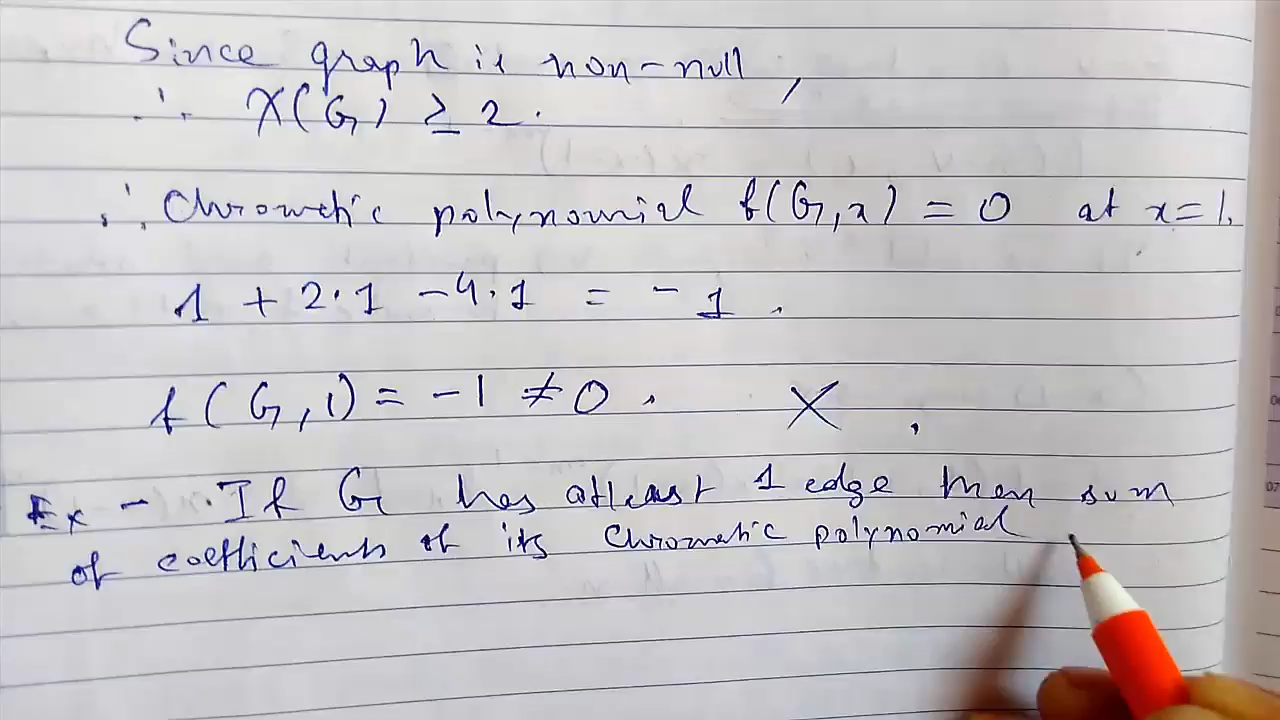 Since graph is non-null,
∴ χ(G) ≥ 2.
∴ Chromatic polynomial f(G,x) = 0 at x=1.
1 + 2·1 - 4·1 = -1.
f(G,1) = -1 ≠ 0. X.
Ex - . If G has atleast 1 edge then sum
of coefficients of its chromatic polynomial